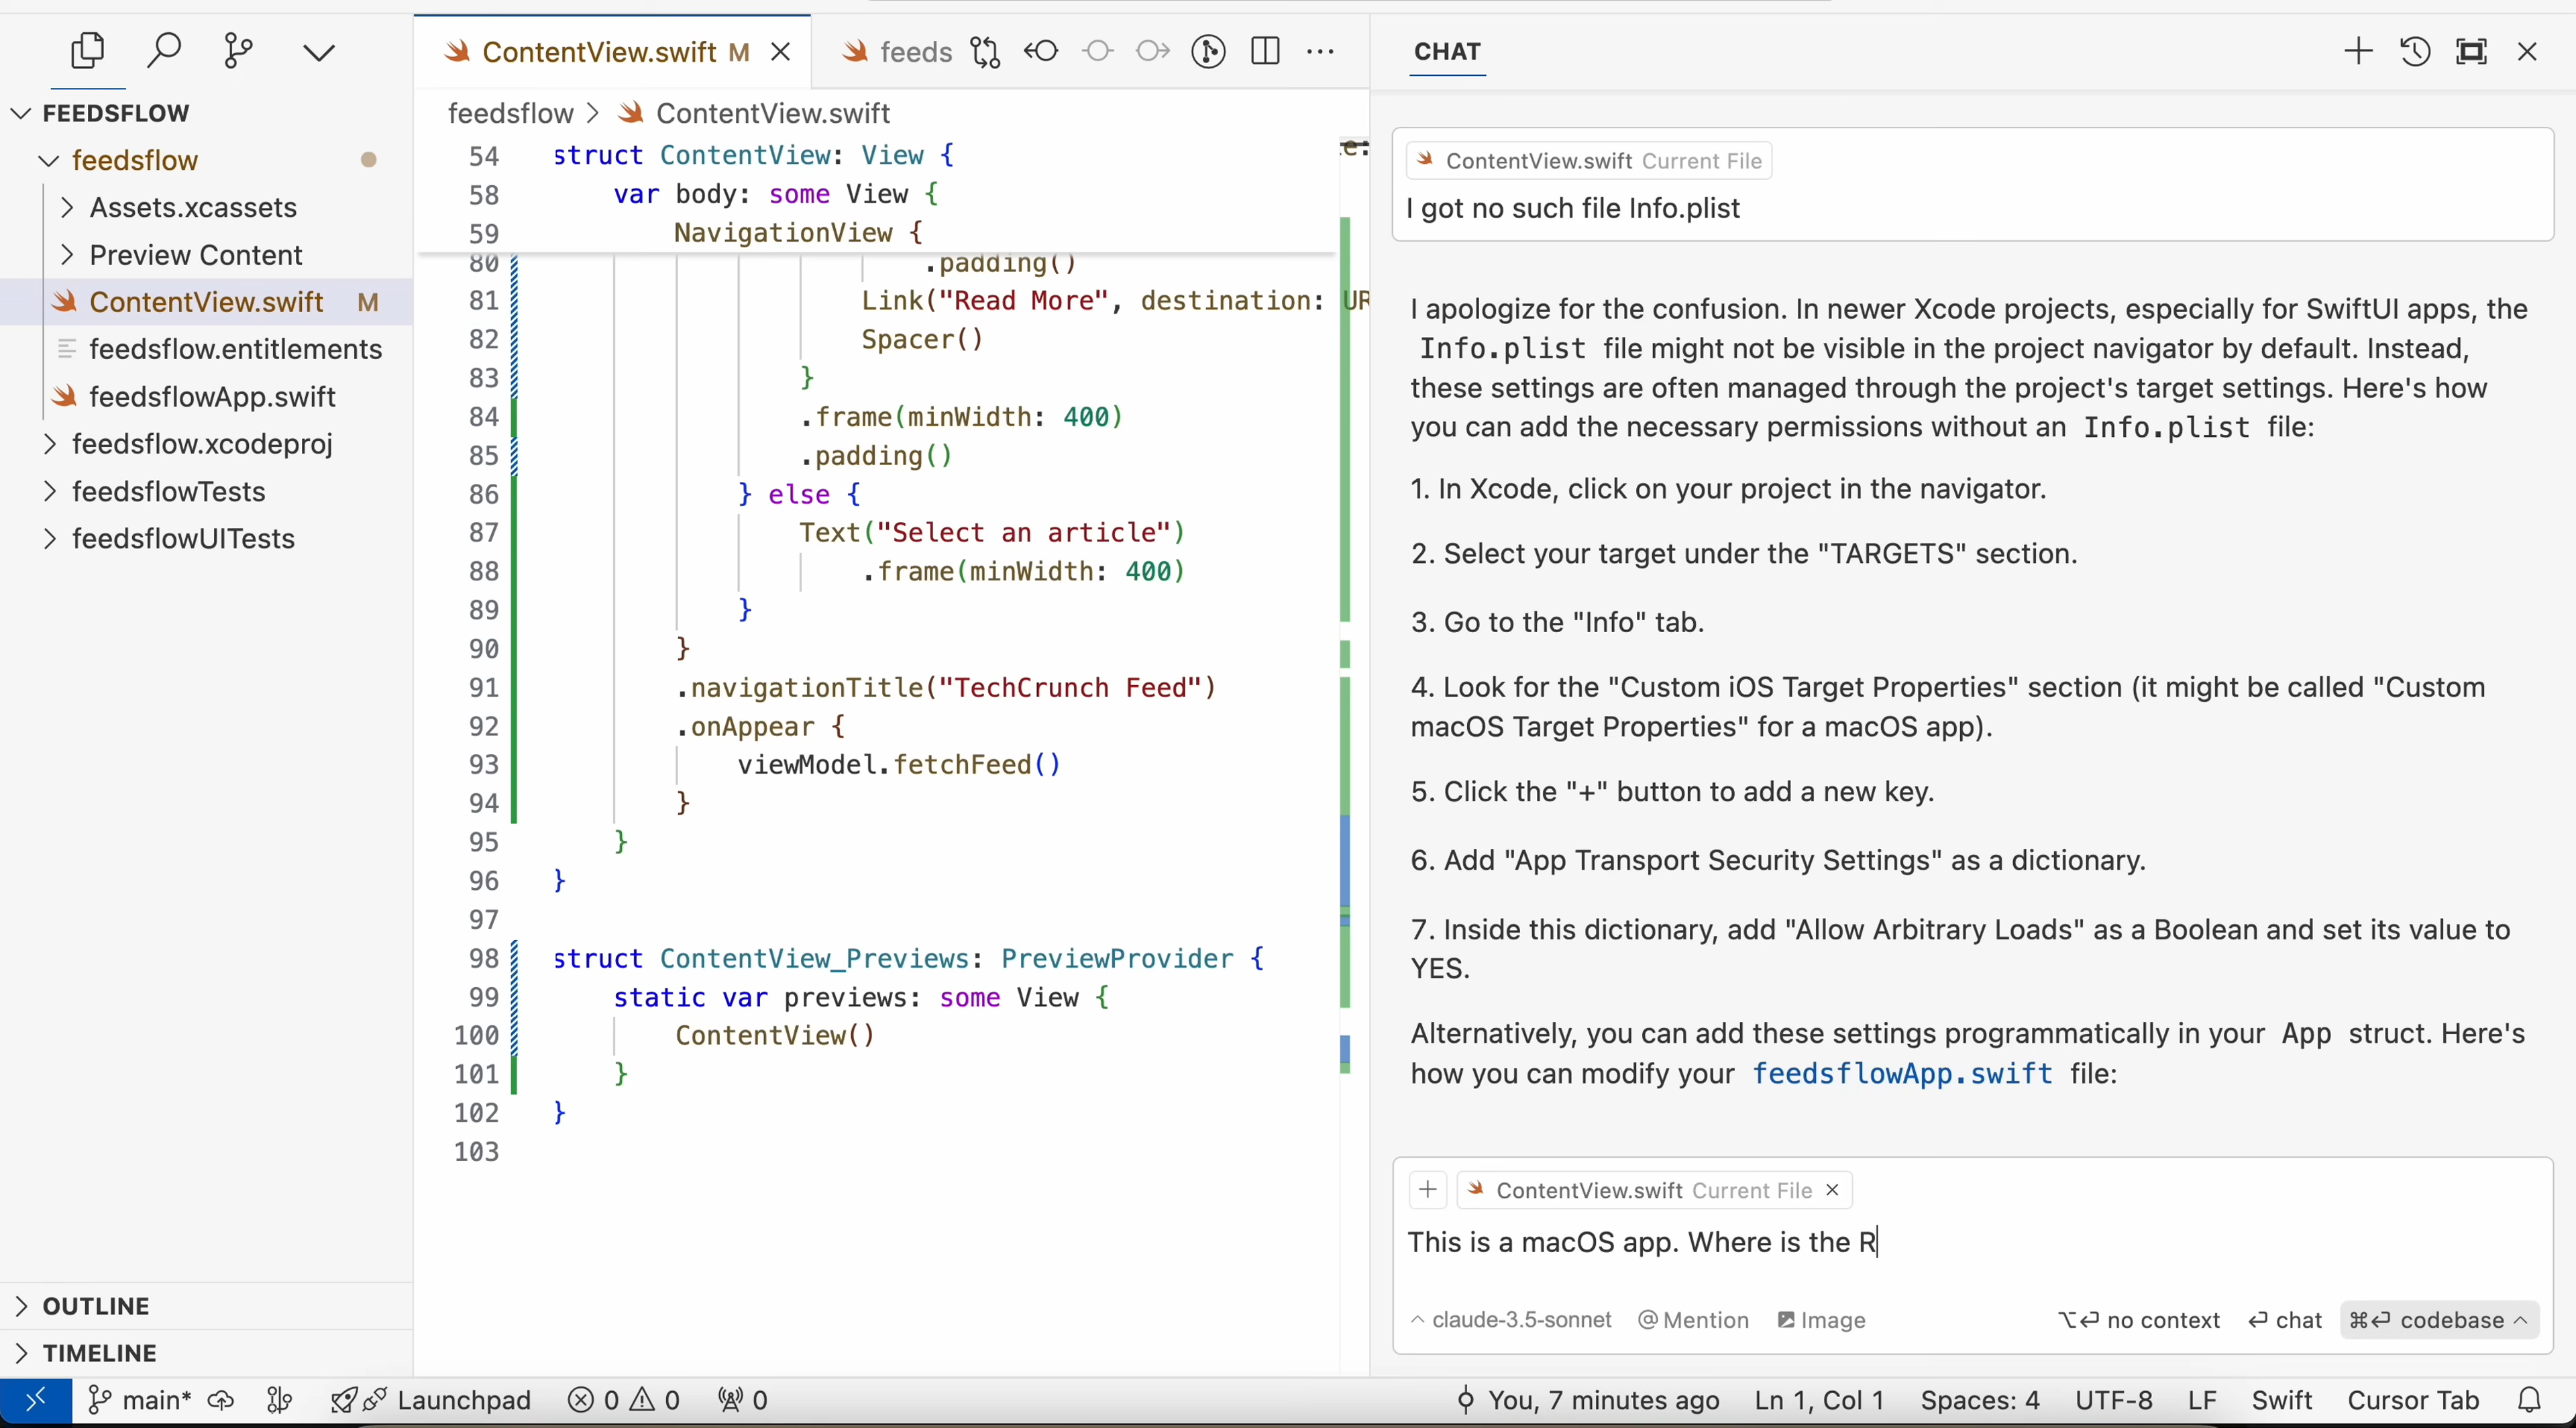 ContentView.swift M
feeds
CHAT
FEEDSFLOW
feedsflow
Assets.xcassets
Preview Content
ContentView.swift M
feedsflow.entitlements
feedsflowApp.swift
feedsflow.xcodeproj
feedsflowTests
feedsflowUITests
OUTLINE
TIMELINE
feedsflow > ContentView.swift
54 struct ContentView: View {
58 var body: some View {
59 NavigationView {
80 .padding()
81 Link("Read More", destination: UR
82 Spacer()
83 }
84 .frame(minWidth: 400)
85 .padding()
86 } else {
87 Text("Select an article")
88 .frame(minWidth: 400)
89 }
90 }
91 .navigationTitle("TechCrunch Feed")
92 .onAppear {
93 viewModel.fetchFeed()
94 }
95 }
96 }
97
98 struct ContentView_Previews: PreviewProvider {
99 static var previews: some View {
100 ContentView()
101 }
102 }
103
ContentView.swift Current File
I got no such file Info.plist
I apologize for the confusion. In newer Xcode projects, especially for SwiftUI apps, the
Info.plist file might not be visible in the project navigator by default. Instead,
these settings are often managed through the project's target settings. Here's how
you can add the necessary permissions without an Info.plist file:
1. In Xcode, click on your project in the navigator.
2. Select your target under the "TARGETS" section.
3. Go to the "Info" tab.
4. Look for the "Custom iOS Target Properties" section (it might be called "Custom
macOS Target Properties" for a macOS app).
5. Click the "+" button to add a new key.
6. Add "App Transport Security Settings" as a dictionary.
7. Inside this dictionary, add "Allow Arbitrary Loads" as a Boolean and set its value to
YES.
Alternatively, you can add these settings programmatically in your App struct. Here's
how you can modify your feedsflowApp.swift file:
+ ContentView.swift Current File ×
This is a macOS app. Where is the R
claude-3.5-sonnet @ Mention Image ⌥⏎ no context ⏎ chat ⌘⏎ codebase
main* Launchpad 0 0 0 You, 7 minutes ago Ln 1, Col 1 Spaces: 4 UTF-8 LF Swift Cursor Tab